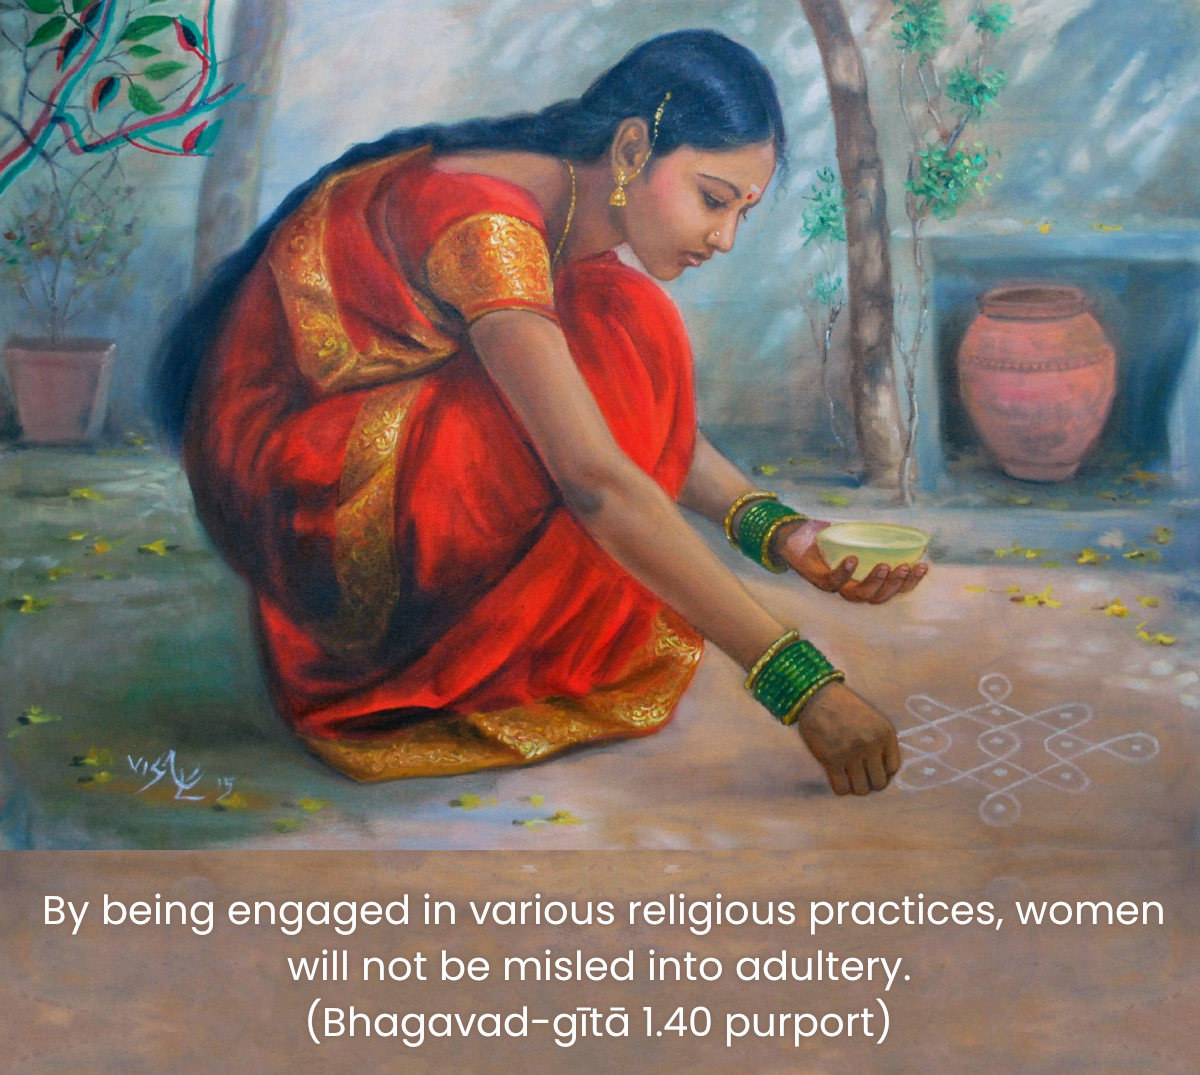 By being engaged in various religious practices, women
will not be misled into adultery.
(Bhagavad-gītā 1.40 purport)